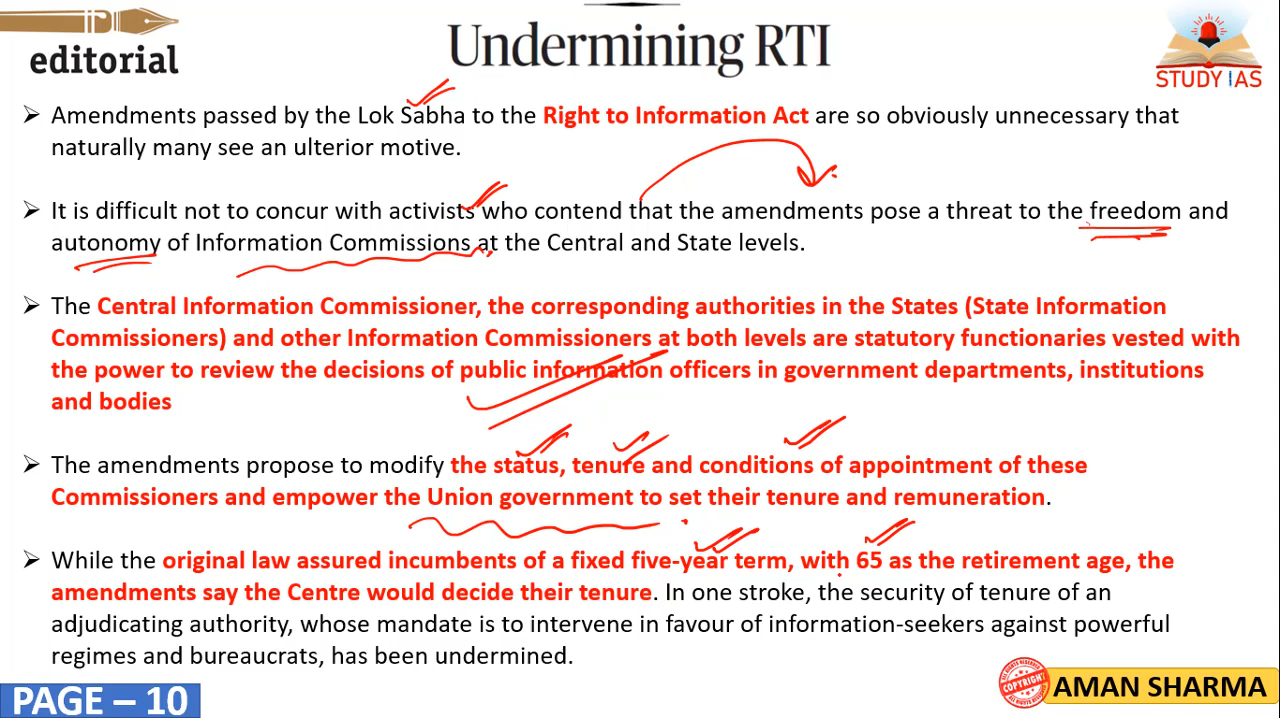 Undermining RTI
editorial
STUDY IAS
➢ Amendments passed by the Lok Sabha to the Right to Information Act are so obviously unnecessary that
naturally many see an ulterior motive.
➢ It is difficult not to concur with activists who contend that the amendments pose a threat to the freedom and
autonomy of Information Commissions at the Central and State levels.
➢ The Central Information Commissioner, the corresponding authorities in the States (State Information
Commissioners) and other Information Commissioners at both levels are statutory functionaries vested with
the power to review the decisions of public information officers in government departments, institutions
and bodies
➢ The amendments propose to modify the status, tenure and conditions of appointment of these
Commissioners and empower the Union government to set their tenure and remuneration.
➢ While the original law assured incumbents of a fixed five-year term, with 65 as the retirement age, the
amendments say the Centre would decide their tenure. In one stroke, the security of tenure of an
adjudicating authority, whose mandate is to intervene in favour of information-seekers against powerful
regimes and bureaucrats, has been undermined.
PAGE – 10
COPYRIGHT
AMAN SHARMA